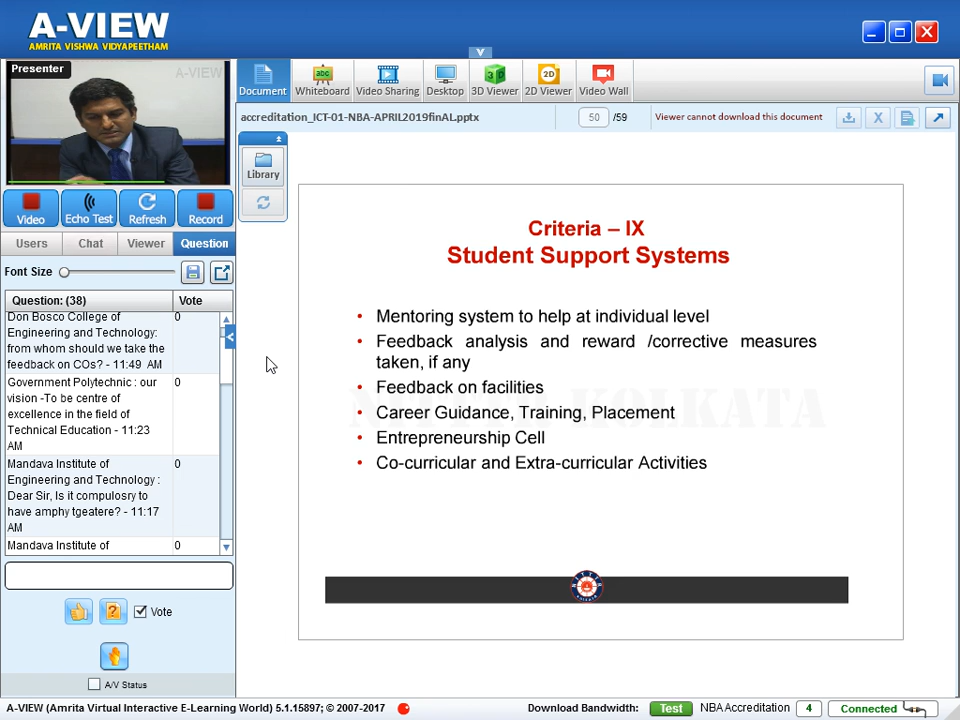 A-VIEW
AMRITA VISHWA VIDYAPEETHAM
Presenter
A-VIEW
Document
abc
Whiteboard
Video Sharing
Desktop
3D
3D Viewer
2D
2D Viewer
Video Wall
accreditation_ICT-01-NBA-APRIL2019finAL.pptx
50 /59
Viewer cannot download this document
X
Library
Video
Echo Test
Refresh
Record
Users
Chat
Viewer
Question
Font Size
Question: (38)
Vote
Don Bosco College of 0
Engineering and Technology:
from whom should we take the
feedback on COs? - 11:49 AM
Government Polytechnic : our 0
vision -To be centre of
excellence in the field of
Technical Education - 11:23
AM
Mandava Institute of 0
Engineering and Technology :
Dear Sir, Is it compulosry to
have amphy tgeatere? - 11:17
AM
Mandava Institute of 0
Vote
A/V Status
Criteria – IX
Student Support Systems
• Mentoring system to help at individual level
• Feedback analysis and reward /corrective measures
taken, if any
• Feedback on facilities
• Career Guidance, Training, Placement
• Entrepreneurship Cell
• Co-curricular and Extra-curricular Activities
KOLKATA
A-VIEW (Amrita Virtual Interactive E-Learning World) 5.1.15897; © 2007-2017
Download Bandwidth:
Test
NBA Accreditation
4
Connected